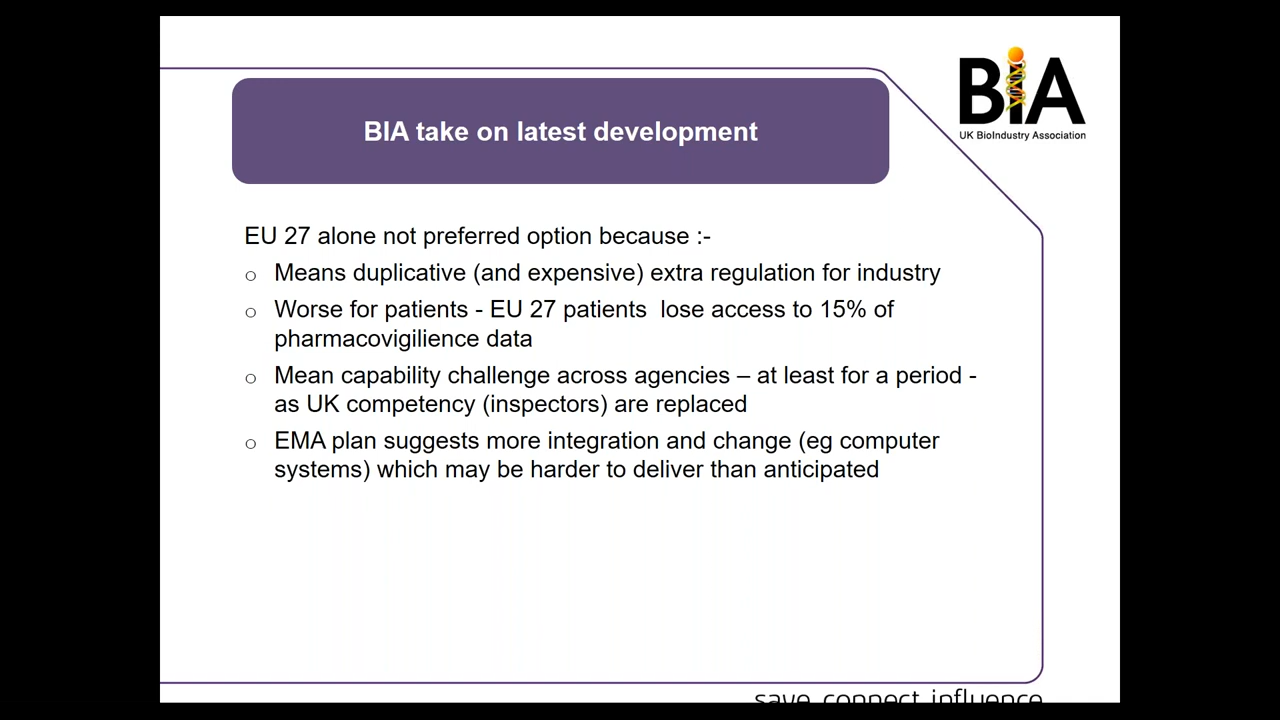 BIA
UK BioIndustry Association
BIA take on latest development
EU 27 alone not preferred option because :-
o Means duplicative (and expensive) extra regulation for industry
o Worse for patients - EU 27 patients  lose access to 15% of
pharmacovigilience data
o Mean capability challenge across agencies – at least for a period -
as UK competency (inspectors) are replaced
o EMA plan suggests more integration and change (eg computer
systems) which may be harder to deliver than anticipated
save connect influence